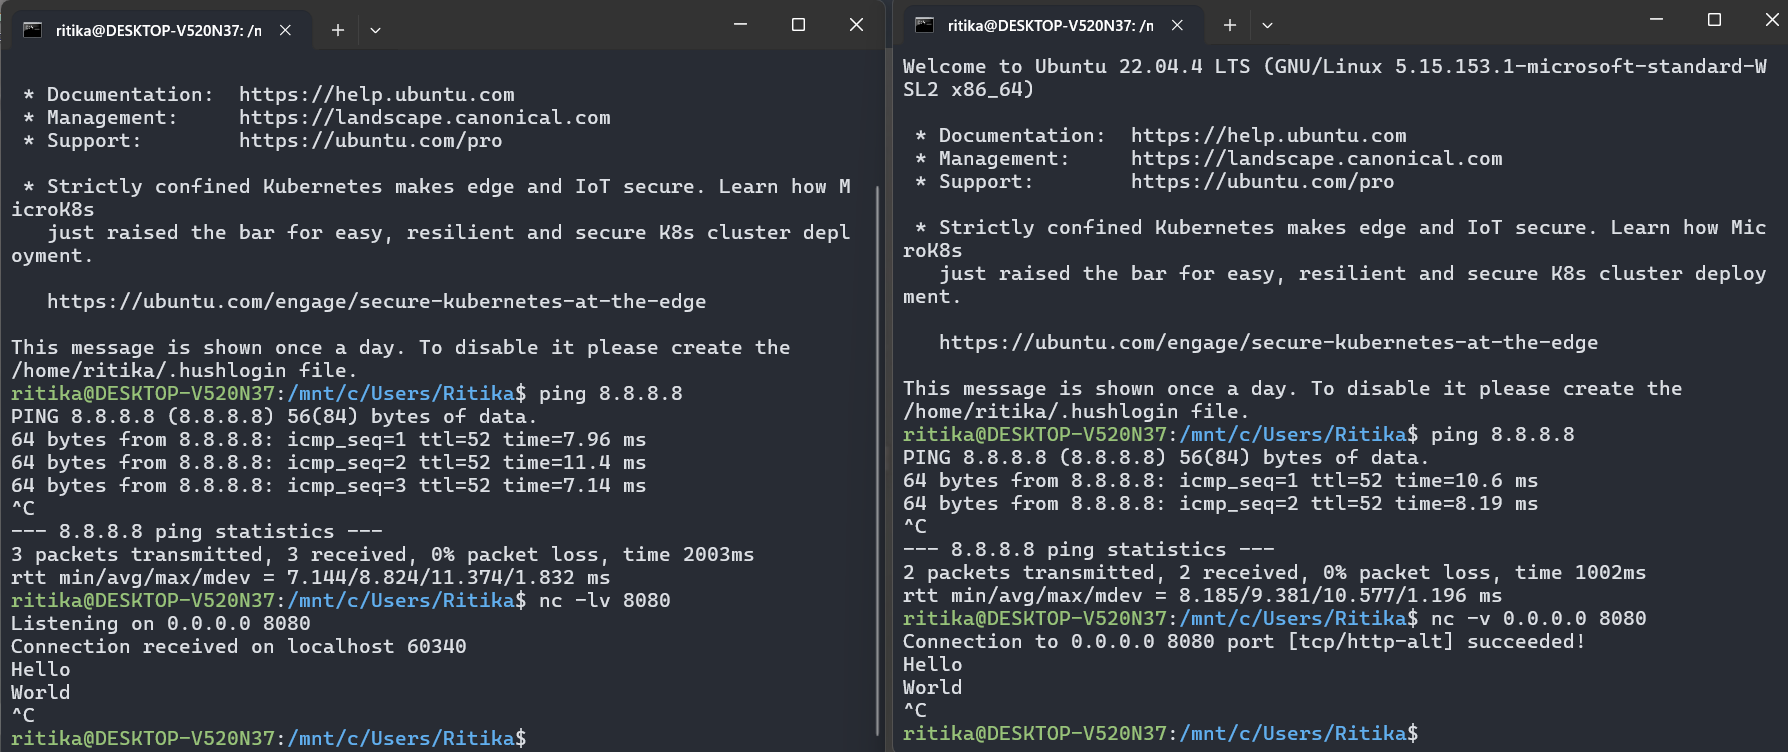 ritika@DESKTOP-V520N37: /n
* Documentation:  https://help.ubuntu.com
* Management:     https://landscape.canonical.com
* Support:        https://ubuntu.com/pro
* Strictly confined Kubernetes makes edge and IoT secure. Learn how M
icroK8s
just raised the bar for easy, resilient and secure K8s cluster depl
oyment.
https://ubuntu.com/engage/secure-kubernetes-at-the-edge
This message is shown once a day. To disable it please create the
/home/ritika/.hushlogin file.
ritika@DESKTOP-V520N37:/mnt/c/Users/Ritika$ ping 8.8.8.8
PING 8.8.8.8 (8.8.8.8) 56(84) bytes of data.
64 bytes from 8.8.8.8: icmp_seq=1 ttl=52 time=7.96 ms
64 bytes from 8.8.8.8: icmp_seq=2 ttl=52 time=11.4 ms
64 bytes from 8.8.8.8: icmp_seq=3 ttl=52 time=7.14 ms
^C
--- 8.8.8.8 ping statistics ---
3 packets transmitted, 3 received, 0% packet loss, time 2003ms
rtt min/avg/max/mdev = 7.144/8.824/11.374/1.832 ms
ritika@DESKTOP-V520N37:/mnt/c/Users/Ritika$ nc -lv 8080
Listening on 0.0.0.0 8080
Connection received on localhost 60340
Hello
World
^C
ritika@DESKTOP-V520N37:/mnt/c/Users/Ritika$
ritika@DESKTOP-V520N37: /n
Welcome to Ubuntu 22.04.4 LTS (GNU/Linux 5.15.153.1-microsoft-standard-W
SL2 x86_64)
* Documentation:  https://help.ubuntu.com
* Management:     https://landscape.canonical.com
* Support:        https://ubuntu.com/pro
* Strictly confined Kubernetes makes edge and IoT secure. Learn how Mic
roK8s
just raised the bar for easy, resilient and secure K8s cluster deploy
ment.
https://ubuntu.com/engage/secure-kubernetes-at-the-edge
This message is shown once a day. To disable it please create the
/home/ritika/.hushlogin file.
ritika@DESKTOP-V520N37:/mnt/c/Users/Ritika$ ping 8.8.8.8
PING 8.8.8.8 (8.8.8.8) 56(84) bytes of data.
64 bytes from 8.8.8.8: icmp_seq=1 ttl=52 time=10.6 ms
64 bytes from 8.8.8.8: icmp_seq=2 ttl=52 time=8.19 ms
^C
--- 8.8.8.8 ping statistics ---
2 packets transmitted, 2 received, 0% packet loss, time 1002ms
rtt min/avg/max/mdev = 8.185/9.381/10.577/1.196 ms
ritika@DESKTOP-V520N37:/mnt/c/Users/Ritika$ nc -v 0.0.0.0 8080
Connection to 0.0.0.0 8080 port [tcp/http-alt] succeeded!
Hello
World
^C
ritika@DESKTOP-V520N37:/mnt/c/Users/Ritika$